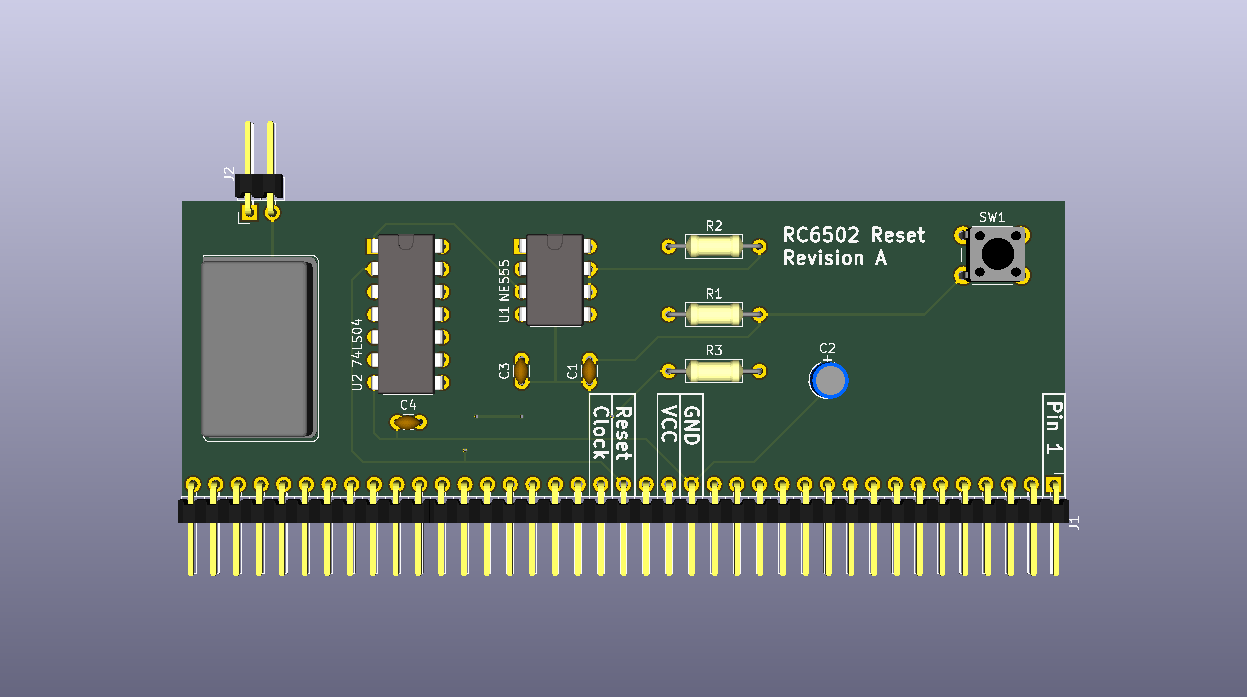 J2
SW1
R2
RC6502 Reset
Revision A
U1 NE555
R1
U2 74LS04
R3
C2
C3
C1
C4
Clock
Reset
VCC
GND
Pin 1
J1